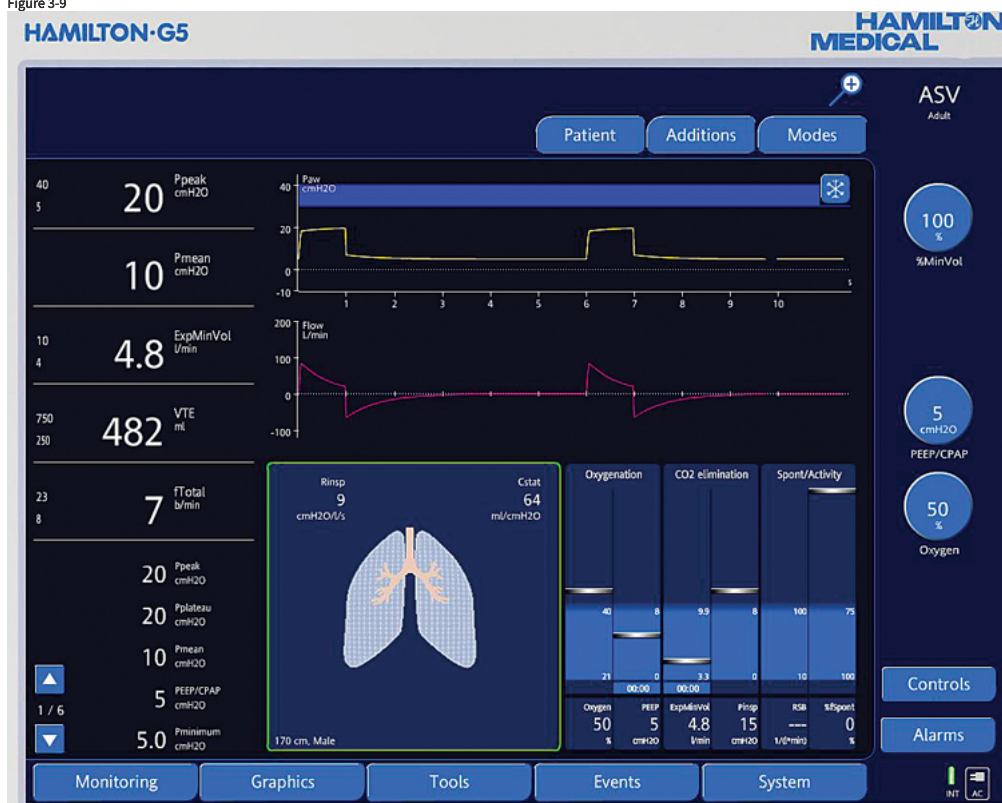 Figure 3-9
HAMILTON·G5
HAMILTON
MEDICAL
ASV
Adult
Patient
Additions
Modes
40
5
20
Ppeak
cmH2O
10
Pmean
cmH2O
10
4
4.8
ExpMinVol
l/min
750
250
482
VTE
ml
23
8
7
fTotal
b/min
20
Ppeak
cmH2O
20
Pplateau
cmH2O
10
Pmean
cmH2O
5
PEEP/CPAP
cmH2O
5.0
Pminimum
cmH2O
1 / 6
40
Paw
cmH2O
20
0
-10
1 2 3 4 5 6 7 8 9 10
s
200
Flow
L/min
100
0
-100
Rinsp
9
cmH2O/l/s
Cstat
64
ml/cmH2O
170 cm, Male
Oxygenation
CO2 elimination
Spont/Activity
40 8 9.9 8 100 75
21 0 3.3 0 10 100
00:00 00:00
Oxygen PEEP ExpMinVol Pinsp RSB %fSpont
50 5 4.8 15 --- 0
% cmH2O l/min cmH2O 1/(l*min) %
100
%
%MinVol
5
cmH2O
PEEP/CPAP
50
%
Oxygen
Controls
Alarms
Monitoring
Graphics
Tools
Events
System
INT
AC